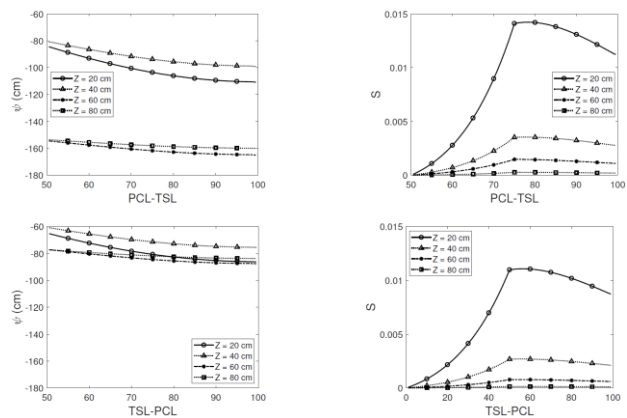 -60
-80
-100
-120
-140
-160
-180
ψ (cm)
Z = 20 cm
Z = 40 cm
Z = 60 cm
Z = 80 cm
50 60 70 80 90 100
PCL-TSL
0.015
0.01
0.005
0
S
Z = 20 cm
Z = 40 cm
Z = 60 cm
Z = 80 cm
50 60 70 80 90 100
PCL-TSL
-60
-80
-100
-120
-140
-160
-180
ψ (cm)
Z = 20 cm
Z = 40 cm
Z = 60 cm
Z = 80 cm
50 60 70 80 90 100
TSL-PCL
0.015
0.01
0.005
0
S
Z = 20 cm
Z = 40 cm
Z = 60 cm
Z = 80 cm
0 20 40 60 80 100
TSL-PCL